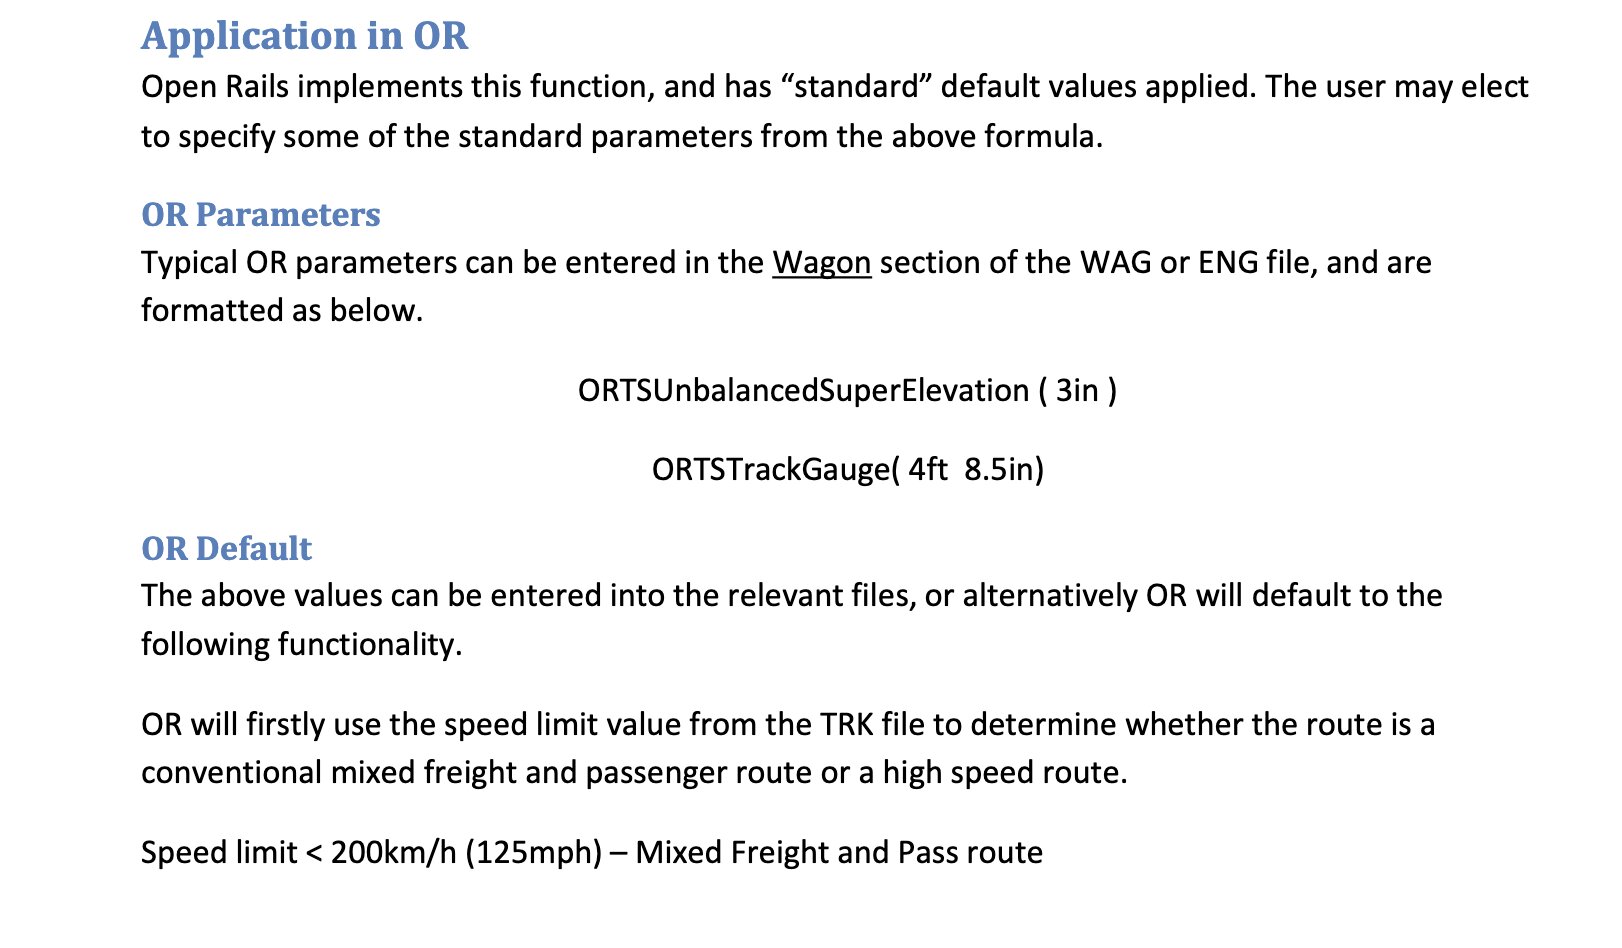 Application in OR
Open Rails implements this function, and has “standard” default values applied. The user may elect
to specify some of the standard parameters from the above formula.
OR Parameters
Typical OR parameters can be entered in the Wagon section of the WAG or ENG file, and are
formatted as below.
ORTSUnbalancedSuperElevation ( 3in )
ORTSTrackGauge( 4ft  8.5in)
OR Default
The above values can be entered into the relevant files, or alternatively OR will default to the
following functionality.
OR will firstly use the speed limit value from the TRK file to determine whether the route is a
conventional mixed freight and passenger route or a high speed route.
Speed limit < 200km/h (125mph) – Mixed Freight and Pass route